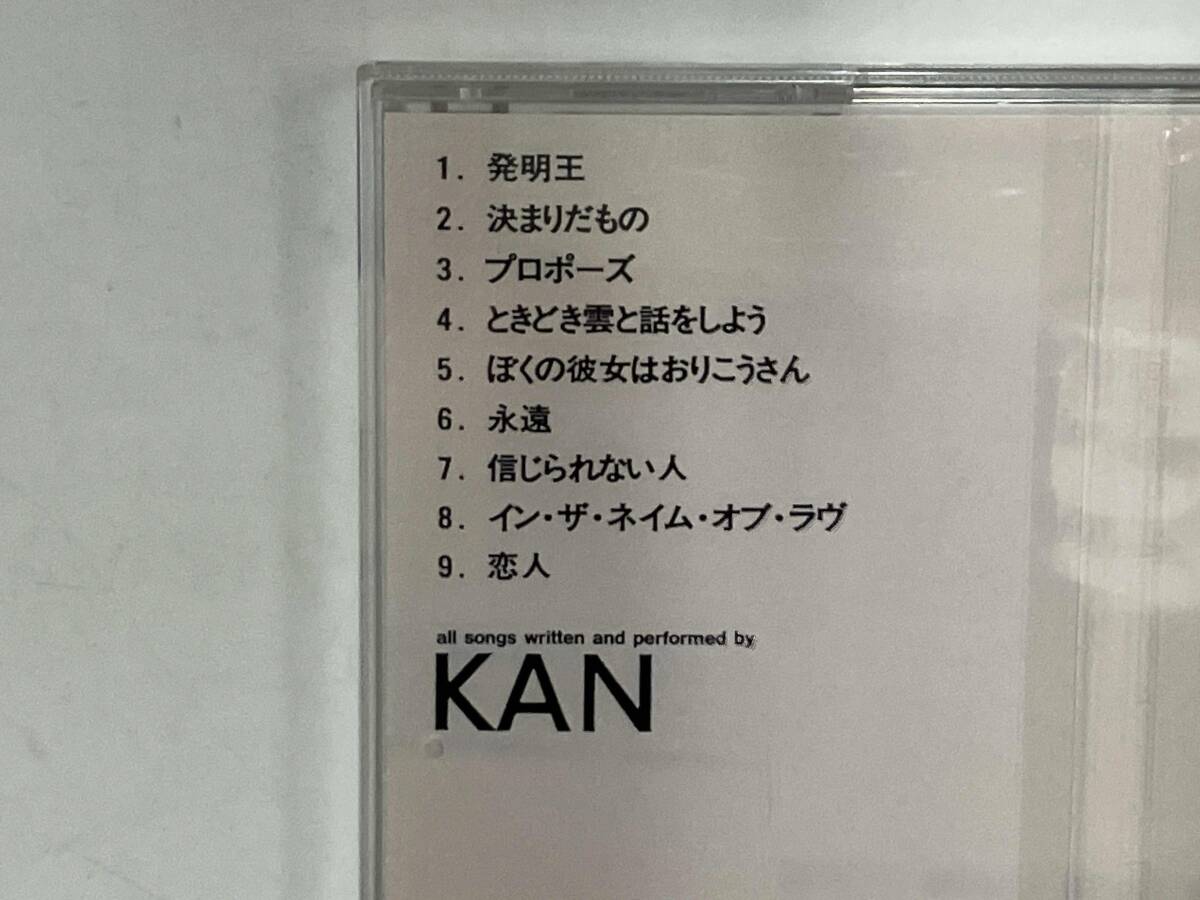 1. 発明王
2. 決まりだもの
3. プロポーズ
4. ときどき雲と話をしよう
5. ぼくの彼女はおりこうさん
6. 永遠
7. 信じられない人
8. イン・ザ・ネイム・オブ・ラヴ
9. 恋人
all songs written and performed by
KAN